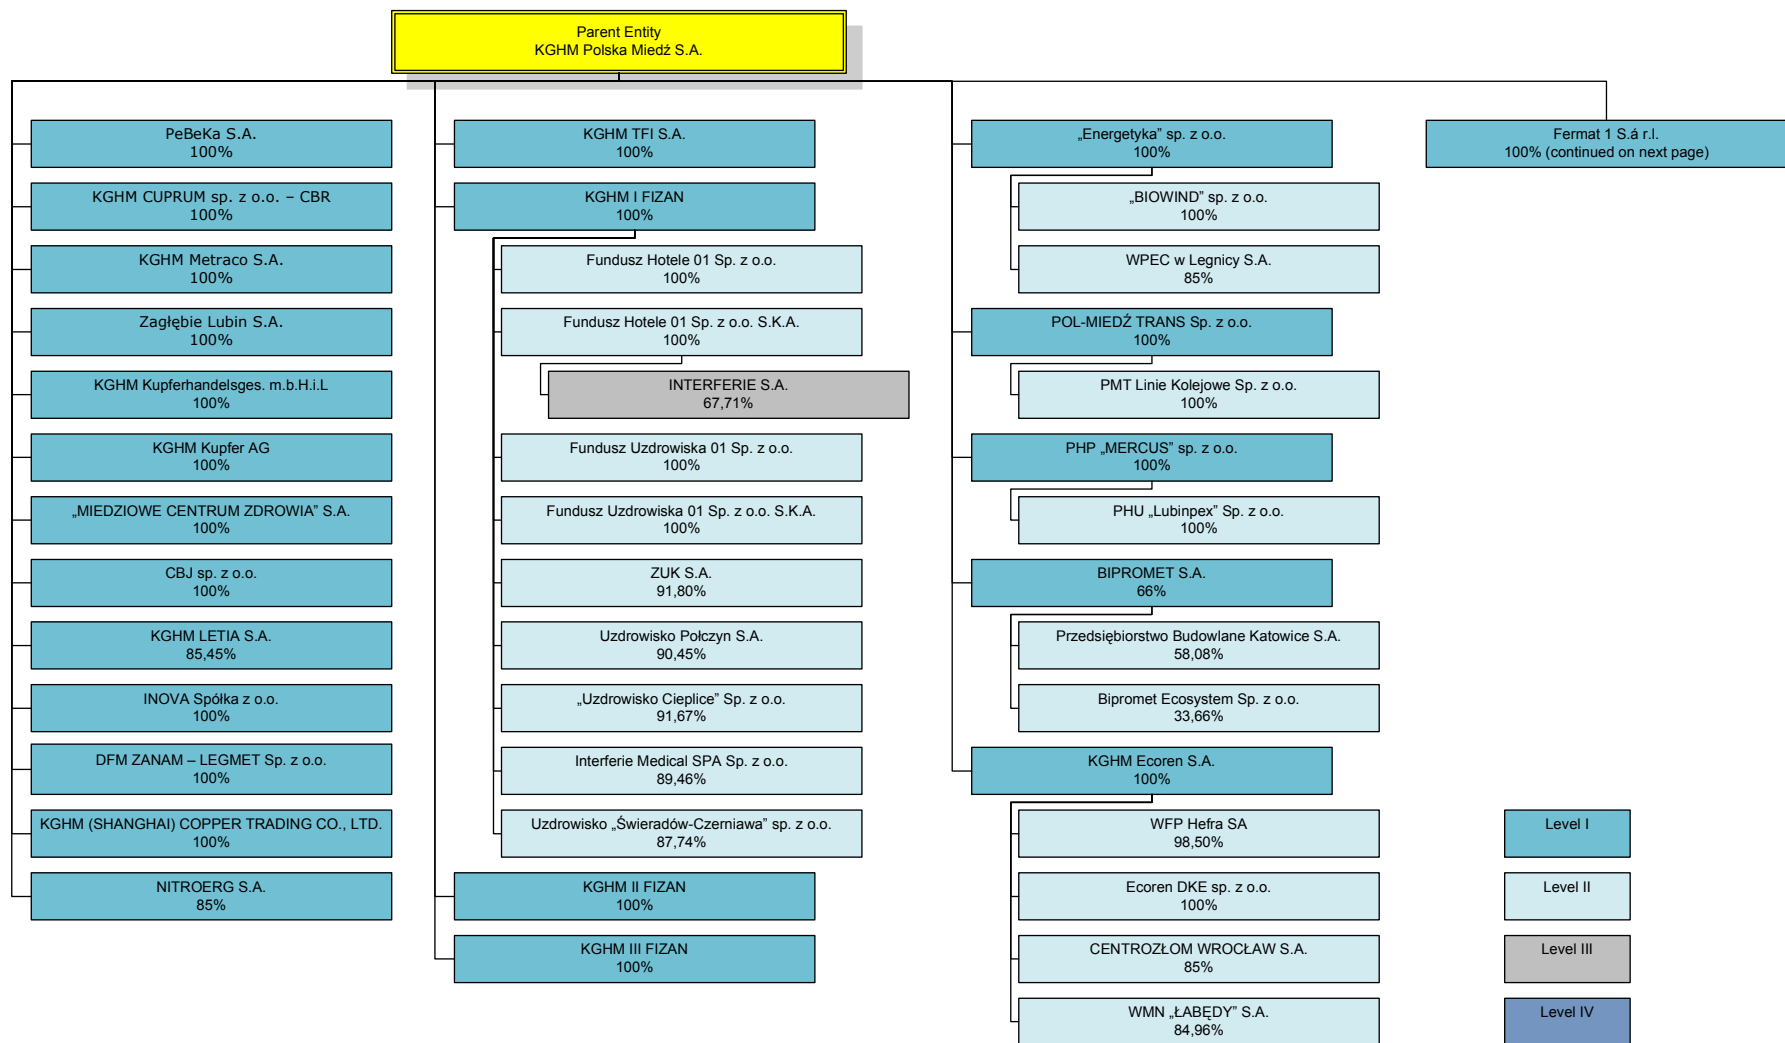 Parent Entity
KGHM Polska Miedź S.A.
PeBeKa S.A.
100%
KGHM CUPRUM sp. z o.o. – CBR
100%
KGHM Metraco S.A.
100%
Zagłębie Lubin S.A.
100%
KGHM Kupferhandelsges. m.b.H.i.L
100%
KGHM Kupfer AG
100%
„MIEDZIOWE CENTRUM ZDROWIA” S.A.
100%
CBJ sp. z o.o.
100%
KGHM LETIA S.A.
85,45%
INOVA Spółka z o.o.
100%
DFM ZANAM – LEGMET Sp. z o.o.
100%
KGHM (SHANGHAI) COPPER TRADING CO., LTD.
100%
NITROERG S.A.
85%
KGHM TFI S.A.
100%
KGHM I FIZAN
100%
Fundusz Hotele 01 Sp. z o.o.
100%
Fundusz Hotele 01 Sp. z o.o. S.K.A.
100%
INTERFERIE S.A.
67,71%
Fundusz Uzdrowiska 01 Sp. z o.o.
100%
Fundusz Uzdrowiska 01 Sp. z o.o. S.K.A.
100%
ZUK S.A.
91,80%
Uzdrowisko Połczyn S.A.
90,45%
„Uzdrowisko Cieplice” Sp. z o.o.
91,67%
Interferie Medical SPA Sp. z o.o.
89,46%
Uzdrowisko „Świeradów-Czerniawa” sp. z o.o.
87,74%
KGHM II FIZAN
100%
KGHM III FIZAN
100%
„Energetyka” sp. z o.o.
100%
„BIOWIND” sp. z o.o.
100%
WPEC w Legnicy S.A.
85%
POL-MIEDŹ TRANS Sp. z o.o.
100%
PMT Linie Kolejowe Sp. z o.o.
100%
PHP „MERCUS” sp. z o.o.
100%
PHU „Lubinpex” Sp. z o.o.
100%
BIPROMET S.A.
66%
Przedsiębiorstwo Budowlane Katowice S.A.
58,08%
Bipromet Ecosystem Sp. z o.o.
33,66%
KGHM Ecoren S.A.
100%
WFP Hefra SA
98,50%
Ecoren DKE sp. z o.o.
100%
CENTROZŁOM WROCŁAW S.A.
85%
WMN „ŁABĘDY” S.A.
84,96%
Fermat 1 S.á r.l.
100% (continued on next page)
Level I
Level II
Level III
Level IV